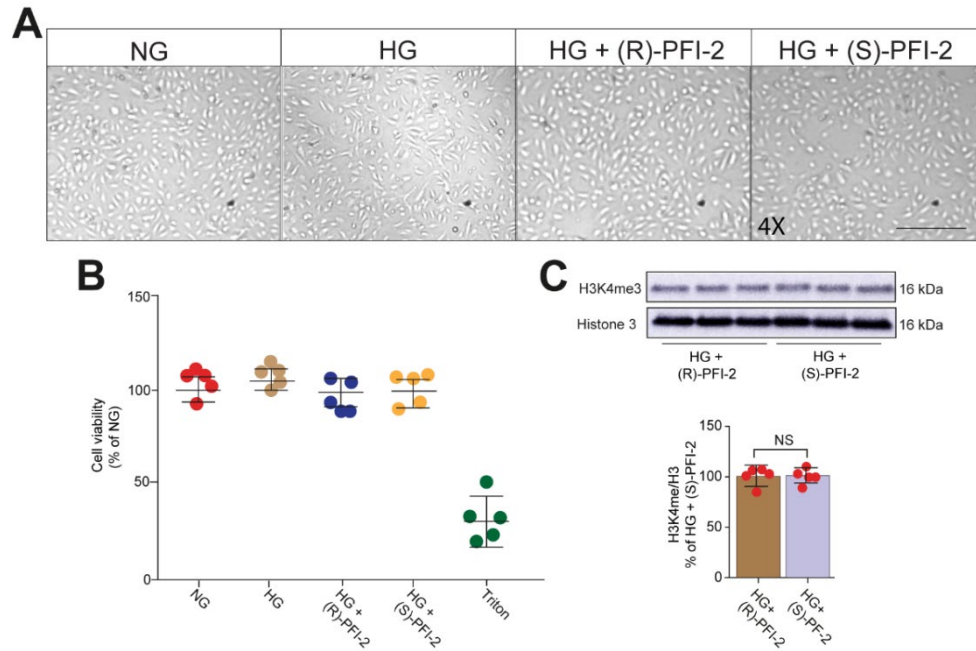 A
NG
HG
HG + (R)-PFI-2
HG + (S)-PFI-2
4X
B
150
100
50
0
Cell viability
(% of NG)
NG
HG
HG +
(R)-PFI-2
HG +
(S)-PFI-2
Triton
C
H3K4me3
16 kDa
Histone 3
16 kDa
HG +
(R)-PFI-2
HG +
(S)-PFI-2
150
100
50
0
H3K4me/H3
% of HG + (S)-PFI-2
NS
HG+
(R)-PFI-2
HG+
(S)-PF-2